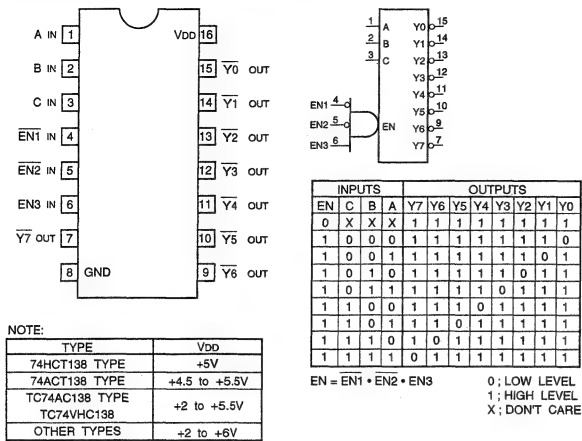 A IN 1
B IN 2
C IN 3
EN1 IN 4
EN2 IN 5
EN3 IN 6
Y7 OUT 7
8 GND
VDD 16
15 Y0 OUT
14 Y1 OUT
13 Y2 OUT
12 Y3 OUT
11 Y4 OUT
10 Y5 OUT
9 Y6 OUT
1 A
2 B
3 C
EN1 4
EN2 5
EN3 6
EN
Y0 15
Y1 14
Y2 13
Y3 12
Y4 11
Y5 10
Y6 9
Y7 7
INPUTS OUTPUTS
EN C B A Y7 Y6 Y5 Y4 Y3 Y2 Y1 Y0
0 X X X 1 1 1 1 1 1 1 1
1 0 0 0 1 1 1 1 1 1 1 0
1 0 0 1 1 1 1 1 1 1 0 1
1 0 1 0 1 1 1 1 1 0 1 1
1 0 1 1 1 1 1 1 0 1 1 1
1 1 0 0 1 1 1 0 1 1 1 1
1 1 0 1 1 1 0 1 1 1 1 1
1 1 1 0 1 0 1 1 1 1 1 1
1 1 1 1 0 1 1 1 1 1 1 1
EN = EN1 • EN2 • EN3
0 ; LOW LEVEL
1 ; HIGH LEVEL
X ; DON'T CARE
NOTE:
TYPE VDD
74HCT138 TYPE +5V
74ACT138 TYPE +4.5 to +5.5V
TC74AC138 TYPE
TC74VHC138
+2 to +5.5V
OTHER TYPES +2 to +6V